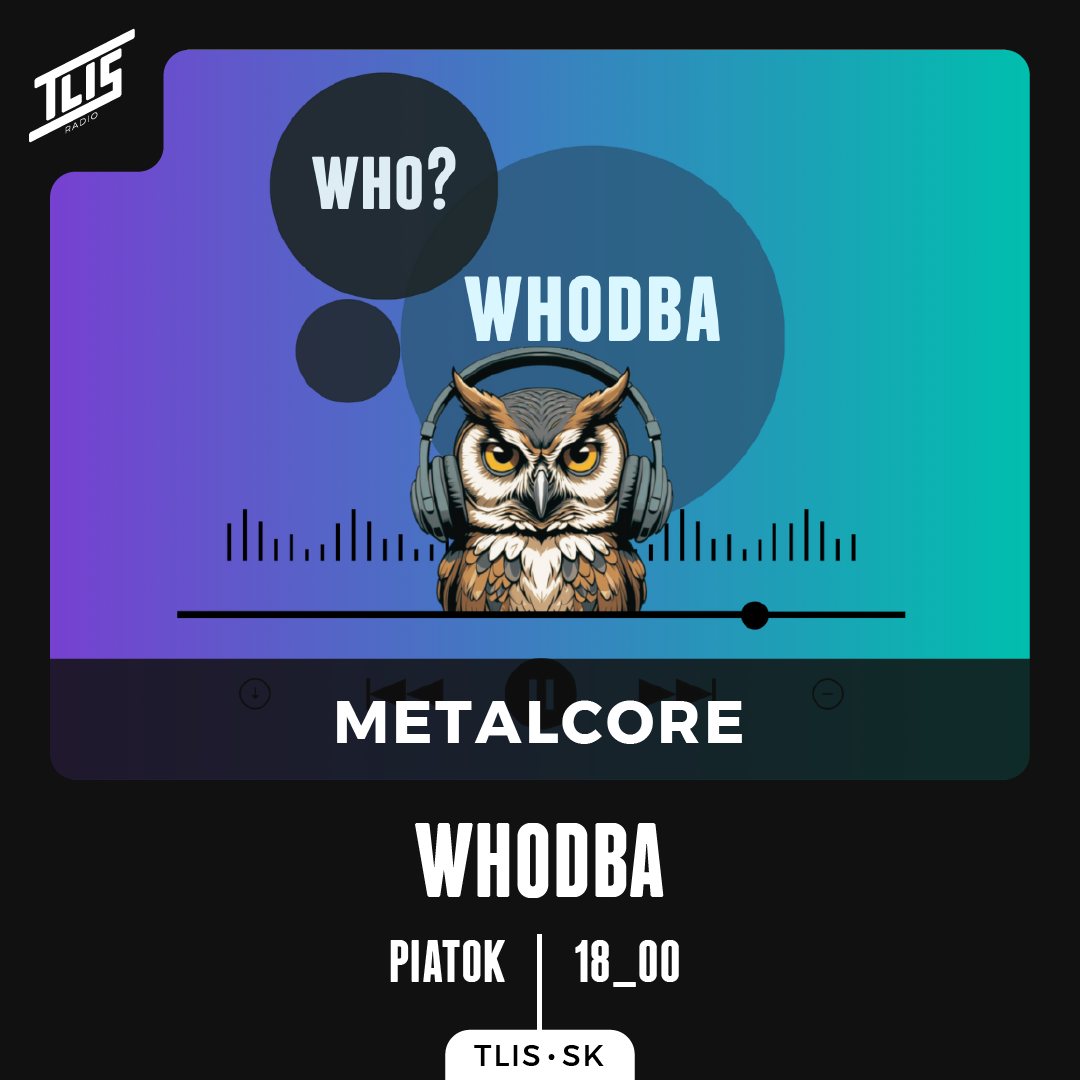 TLIS
RADIO
WHO?
WHODBA
METALCORE
WHODBA
PIATOK | 18_00
TLIS•SK